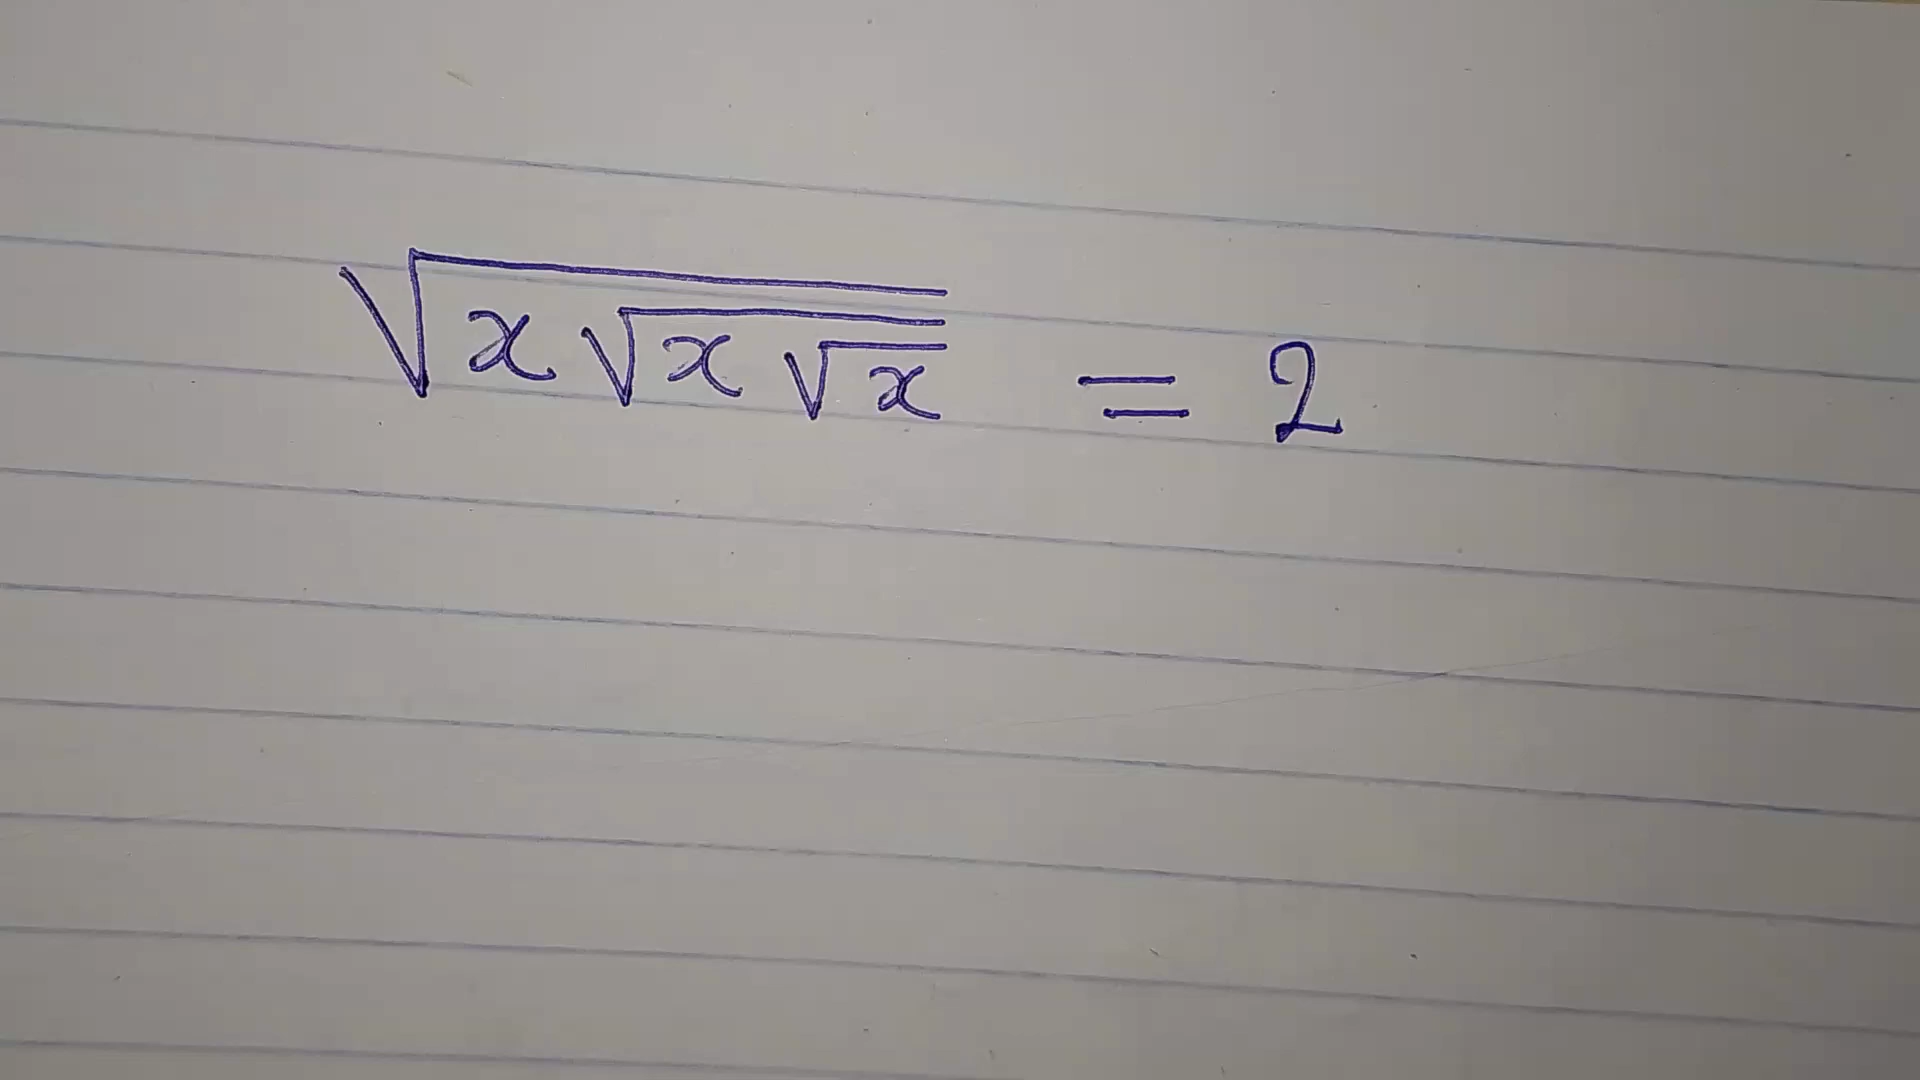 √(x√(x√x)) = 2